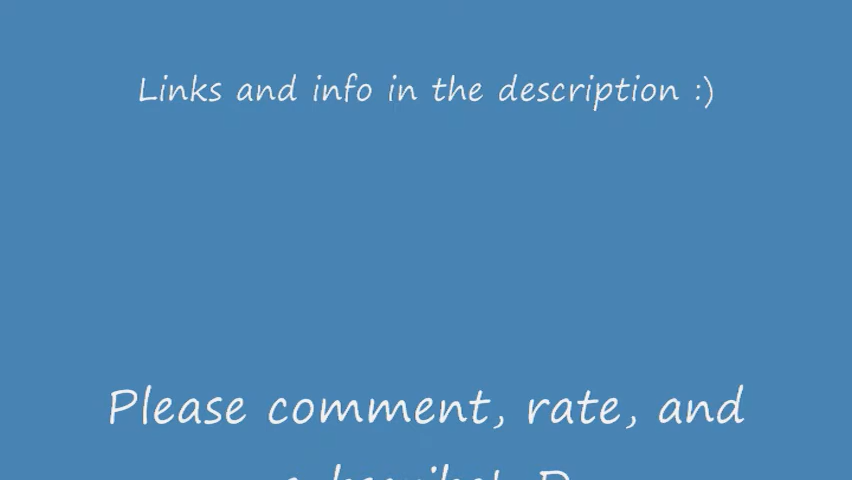 Links and info in the description :)
Please comment, rate, and